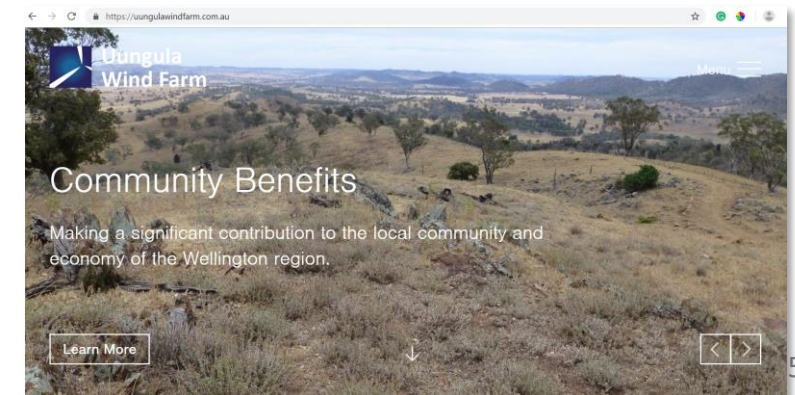 https://uungulawindfarm.com.au
Uungula
Wind Farm
Menu
Community Benefits
Making a significant contribution to the local community and
economy of the Wellington region.
Learn More